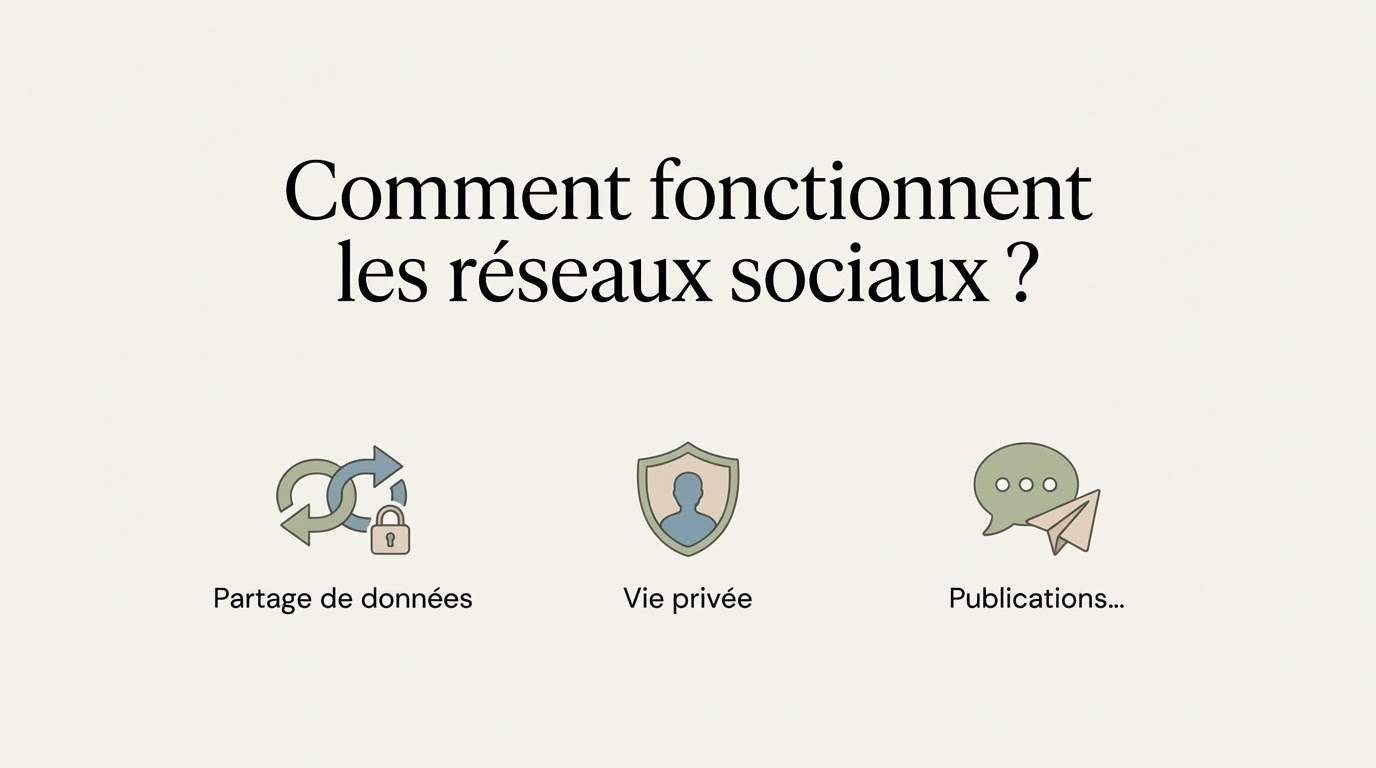 Comment fonctionnent
les réseaux sociaux ?
Partage de données
Vie privée
Publications...